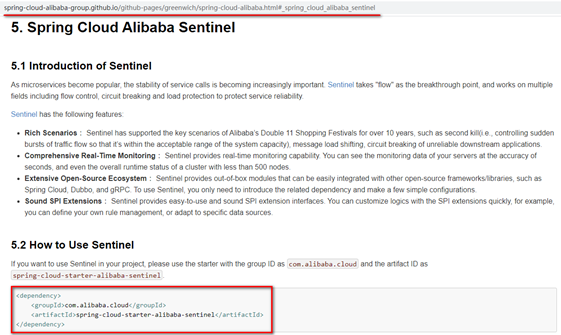 spring-cloud-alibaba-group.github.io/github-pages/greenwich/spring-cloud-alibaba.html#_spring_cloud_alibaba_sentinel
5. Spring Cloud Alibaba Sentinel
5.1 Introduction of Sentinel
As microservices become popular, the stability of service calls is becoming increasingly important. Sentinel takes "flow" as the breakthrough point, and works on multiple
fields including flow control, circuit breaking and load protection to protect service reliability.
Sentinel has the following features:
• Rich Scenarios： Sentinel has supported the key scenarios of Alibaba's Double 11 Shopping Festivals for over 10 years, such as second kill(i.e., controlling sudden
bursts of traffic flow so that it's within the acceptable range of the system capacity), message load shifting, circuit breaking of unreliable downstream applications.
• Comprehensive Real-Time Monitoring： Sentinel provides real-time monitoring capability. You can see the monitoring data of your servers at the accuracy of
seconds, and even the overall runtime status of a cluster with less than 500 nodes.
• Extensive Open-Source Ecosystem： Sentinel provides out-of-box modules that can be easily integrated with other open-source frameworks/libraries, such as
Spring Cloud, Dubbo, and gRPC. To use Sentinel, you only need to introduce the related dependency and make a few simple configurations.
• Sound SPI Extensions： Sentinel provides easy-to-use and sound SPI extension interfaces. You can customize logics with the SPI extensions quickly, for example,
you can define your own rule management, or adapt to specific data sources.
5.2 How to Use Sentinel
If you want to use Sentinel in your project, please use the starter with the group ID as com.alibaba.cloud and the artifact ID as
spring-cloud-starter-alibaba-sentinel.
<dependency>
<groupId>com.alibaba.cloud</groupId>
<artifactId>spring-cloud-starter-alibaba-sentinel</artifactId>
</dependency>